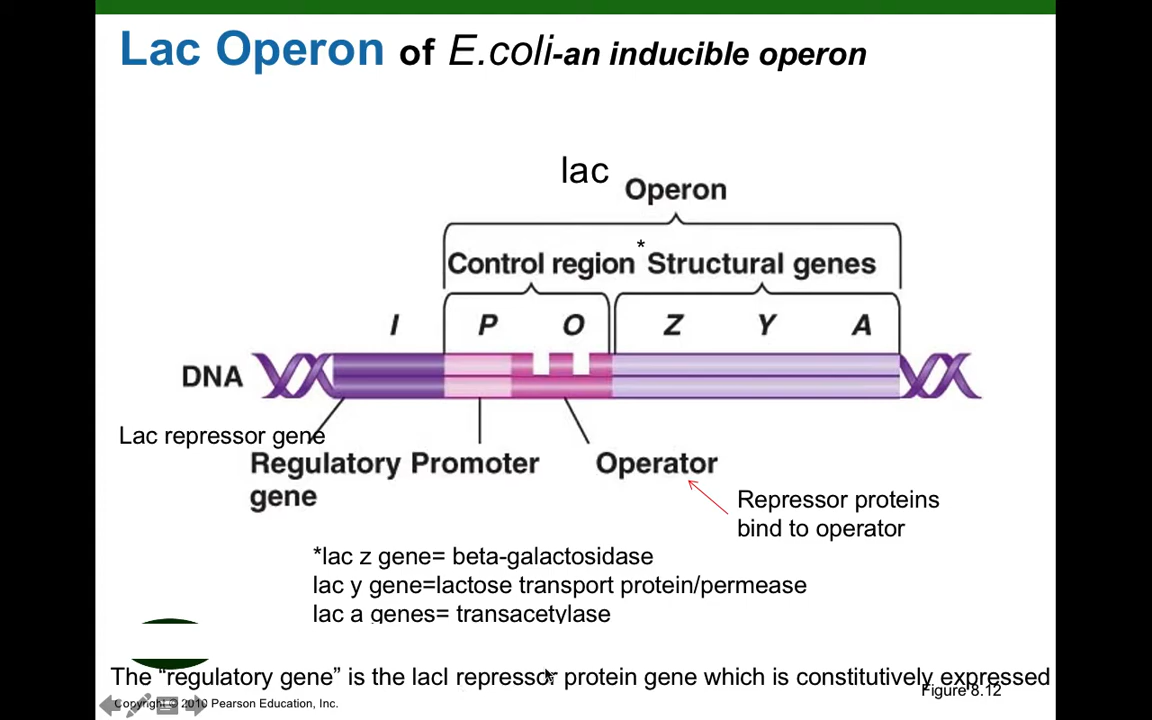 Lac Operon of E.coli-an inducible operon
lac
Operon
*
Control region Structural genes
I P O Z Y A
DNA
Lac repressor gene
Regulatory Promoter Operator
gene
Repressor proteins
bind to operator
*lac z gene= beta-galactosidase
lac y gene=lactose transport protein/permease
lac a genes= transacetylase
The “regulatory gene” is the lacI repressor protein gene which is constitutively expressed
Figure 8.12
Copyright © 2010 Pearson Education, Inc.